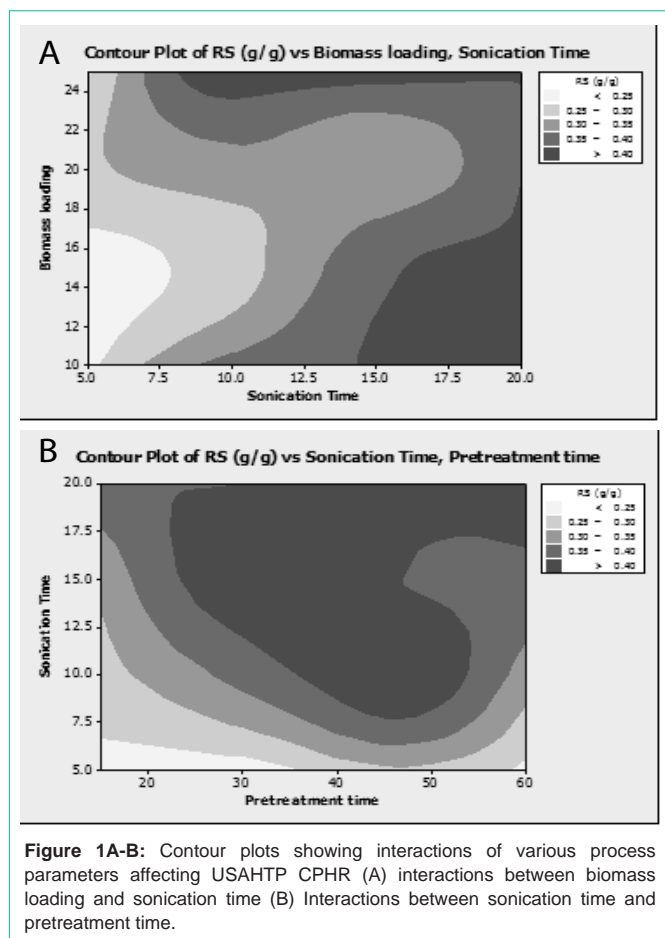 A
Contour Plot of RS (g/g) vs Biomass loading, Sonication Time
RS (g/g)
< 0.25
0.25 – 0.30
0.30 – 0.35
0.35 – 0.40
> 0.40
Biomass loading
24
22
20
18
16
14
12
10
5.0 7.5 10.0 12.5 15.0 17.5 20.0
Sonication Time
B
Contour Plot of RS (g/g) vs Sonication Time, Pretreatment time
RS (g/g)
< 0.25
0.25 – 0.30
0.30 – 0.35
0.35 – 0.40
> 0.40
Sonication Time
20.0
17.5
15.0
12.5
10.0
7.5
5.0
20 30 40 50 60
Pretreatment time
Figure 1A-B: Contour plots showing interactions of various process
parameters affecting USAHTP CPHR (A) interactions between biomass
loading and sonication time (B) Interactions between sonication time and
pretreatment time.